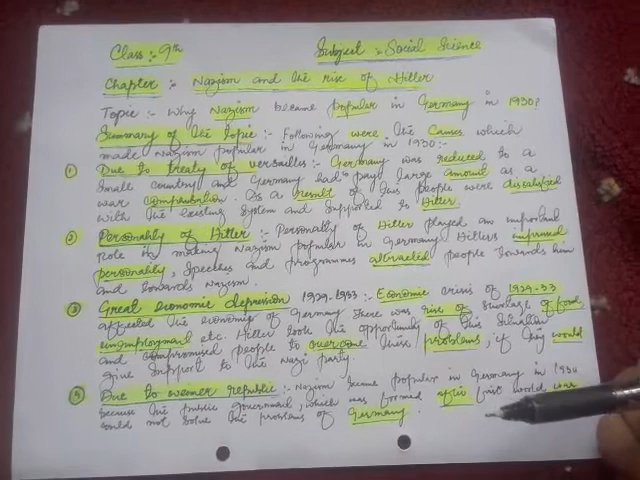 Class :- 9th Subject :- Social Science
Chapter :- Nazism and the rise of Hitler
Topic :- Why Nazism became popular in Germany in 1930?
Summary of the topic :- Following were the causes which
made Nazism popular in Germany in 1930:-
① Due to treaty of versailles :- Germany was reduced to a
small country and Germany had to pay large amound as a
war compensation. As a result of this people were dissatisfied
with the existing system and supported to Hitler.
② Personality of Hitler :- Personality of Hitler played an important
role in making Nazism popular in Germany Hitlers
personality, speeches and programmes attracted people towards him
and towards Nazism.
③ Great economic depression 1929-1933 :- Economic crisis of 1929-33
affected the economy of Germany there was rise of shortage of food,
unemployment etc. Hitler took the opportunity of this situation
and people to overcome these problems, if they would
give support to the Nazi party.
④ Due to weimer republic :- Nazism became popular in Germany in 1930
because the public government, which was formed after first world war
could not solve the problems of Germany.